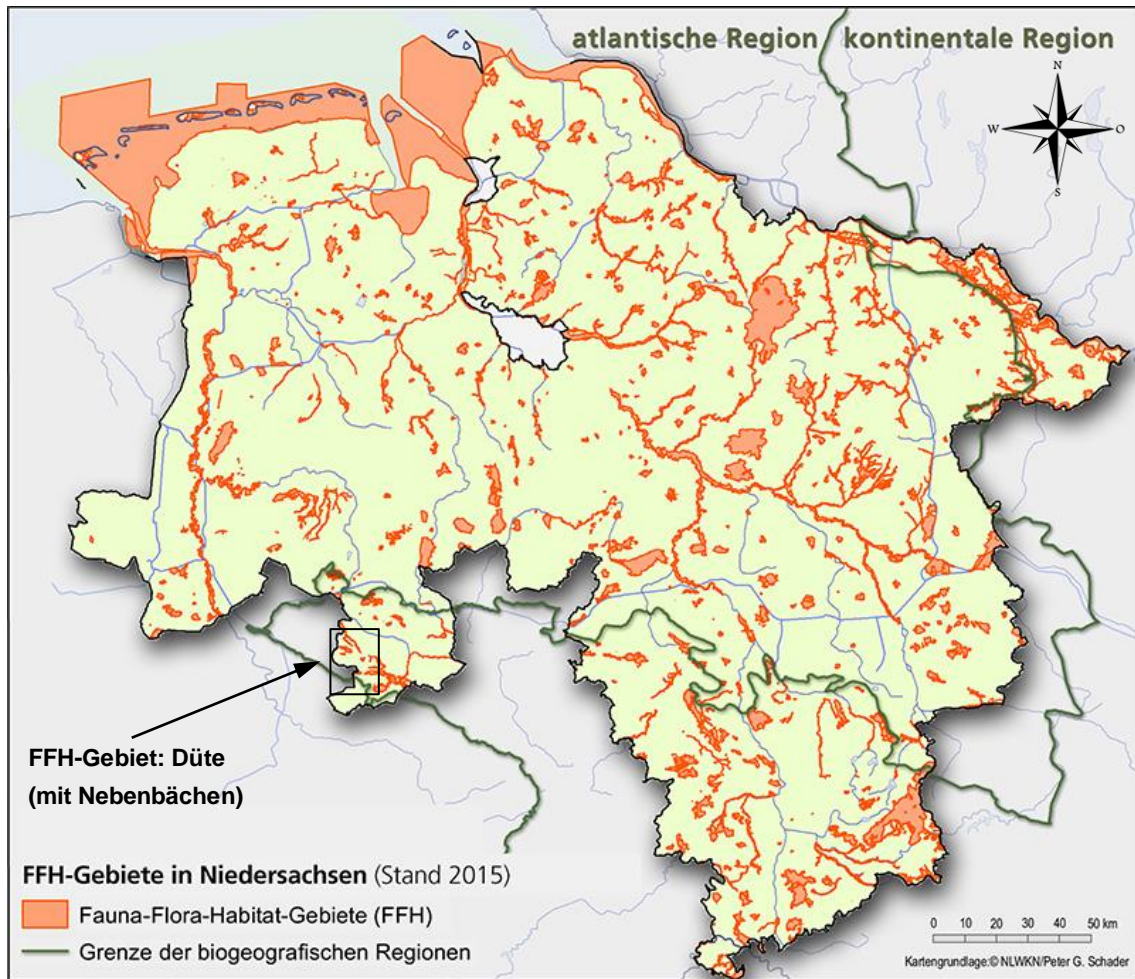 atlantische Region kontinentale Region
N
W O
S
FFH-Gebiet: Düte
(mit Nebenbächen)
FFH-Gebiete in Niedersachsen (Stand 2015)
Fauna-Flora-Habitat-Gebiete (FFH)
Grenze der biogeografischen Regionen
0 10 20 30 40 50 km
Kartengrundlage:© NLWKN/Peter G. Schader